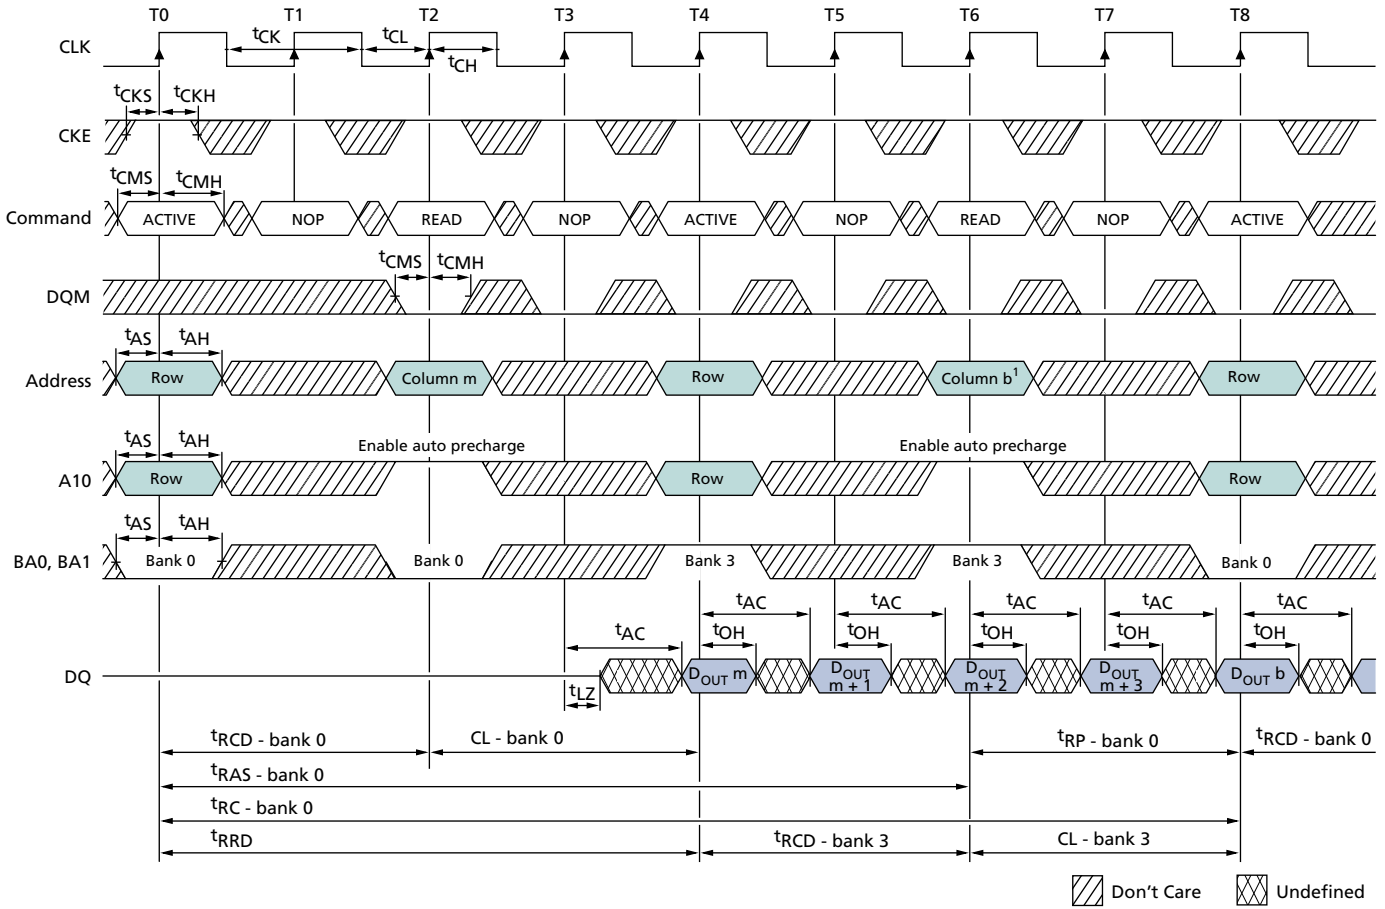 T0 T1 T2 T3 T4 T5 T6 T7 T8
CLK tCK tCL
tCH
tCKS tCKH
CKE
tCMS tCMH
Command ACTIVE NOP READ NOP ACTIVE NOP READ NOP ACTIVE
tCMS tCMH
DQM
tAS tAH
Address Row Column m Row Column b1 Row
tAS tAH Enable auto precharge Enable auto precharge
A10 Row Row Row
tAS tAH
BA0, BA1 Bank 0 Bank 0 Bank 3 Bank 3 Bank 0
tAC tAC tAC tAC tAC
tAC tOH tOH tOH tOH tOH
DQ DOUT m DOUT m + 1 DOUT m + 2 DOUT m + 3 DOUT b
tLZ
tRCD - bank 0 CL - bank 0 tRP - bank 0 tRCD - bank 0
tRAS - bank 0
tRC - bank 0
tRRD tRCD - bank 3 CL - bank 3
Don't Care Undefined